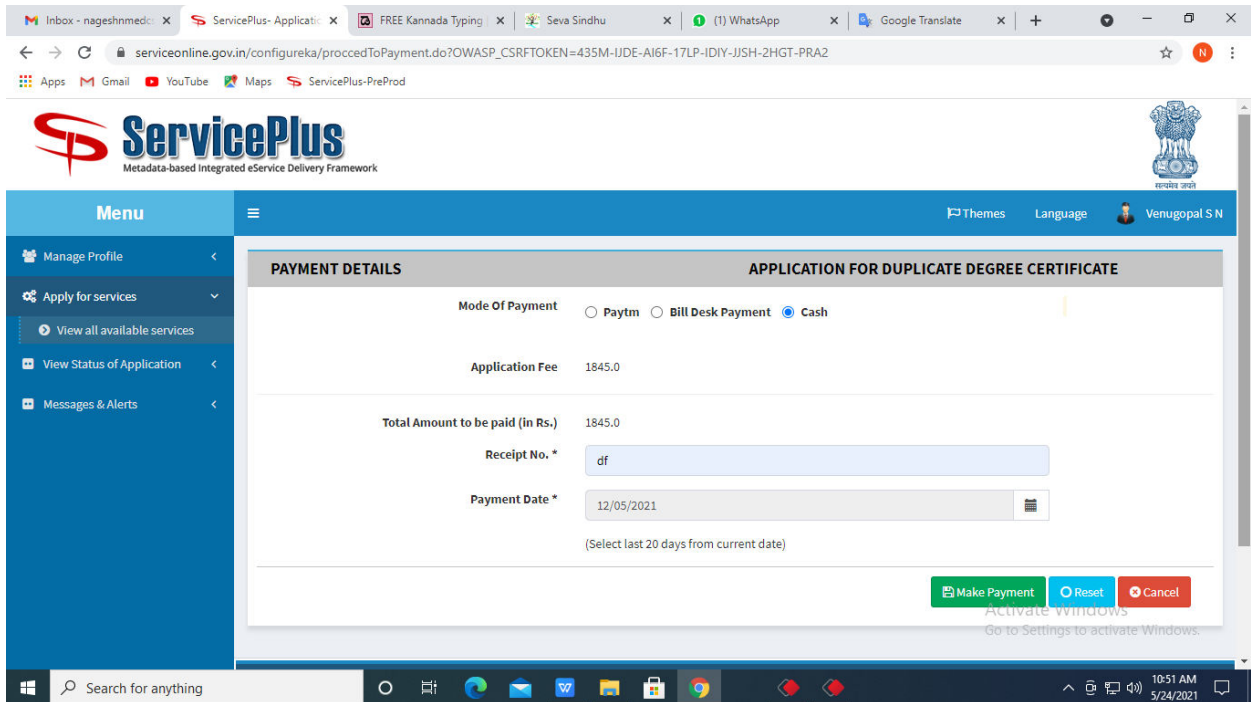 Inbox - nageshnmedc
ServicePlus- Applicatic
FREE Kannada Typing
Seva Sindhu
(1) WhatsApp
Google Translate
serviceonline.gov.in/configureka/proccedToPayment.do?OWASP_CSRFTOKEN=435M-IJDE-AI6F-17LP-IDIY-JJSH-2HGT-PRA2
N
Apps Gmail YouTube Maps ServicePlus-PreProd
ServicePlus
Metadata-based Integrated eService Delivery Framework
सत्यमेव जयते
Menu
Themes Language Venugopal S N
Manage Profile
Apply for services
View all available services
View Status of Application
Messages & Alerts
PAYMENT DETAILS APPLICATION FOR DUPLICATE DEGREE CERTIFICATE
Mode Of Payment Paytm Bill Desk Payment Cash
Application Fee 1845.0
Total Amount to be paid (in Rs.) 1845.0
Receipt No. * df
Payment Date * 12/05/2021
(Select last 20 days from current date)
Make Payment Reset Cancel
Activate Windows
Go to Settings to activate Windows.
Search for anything
10:51 AM
5/24/2021